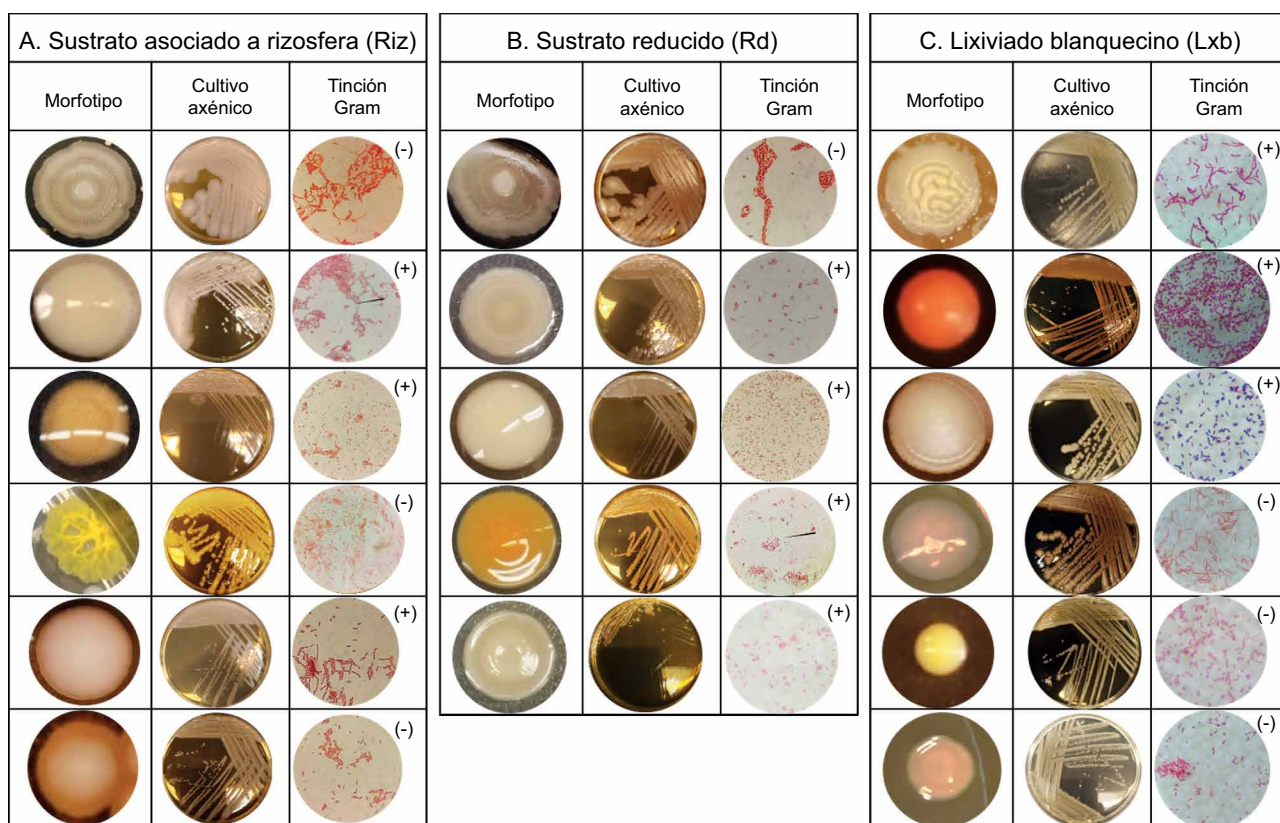 A. Sustrato asociado a rizosfera (Riz)
Morfotipo
Cultivo
axénico
Tinción
Gram
(-)
(+)
(+)
(-)
(+)
(-)
B. Sustrato reducido (Rd)
Morfotipo
Cultivo
axénico
Tinción
Gram
(-)
(+)
(+)
(+)
(+)
C. Lixiviado blanquecino (Lxb)
Morfotipo
Cultivo
axénico
Tinción
Gram
(+)
(+)
(+)
(-)
(-)
(-)